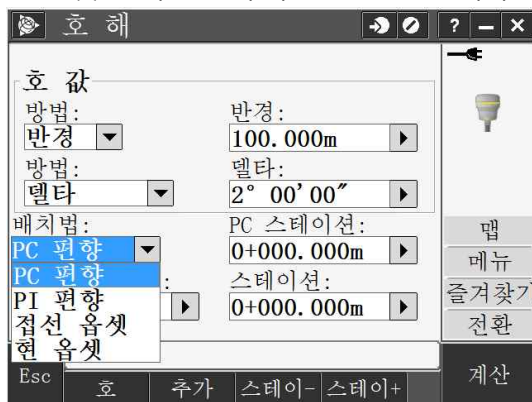 호 해
? — ×
호 값
방법:
반경:
반경
100.000m
방법:
델타:
델타
2° 00'00″
배치법:
PC 스테이션:
PC 편향
0+000.000m
PC 편향
:
스테이션:
PI 편향
0+000.000m
접선 옵셋
현 옵셋
맵
메뉴
즐겨찾기
전환
Esc
호
추가
스테이-
스테이+
계산